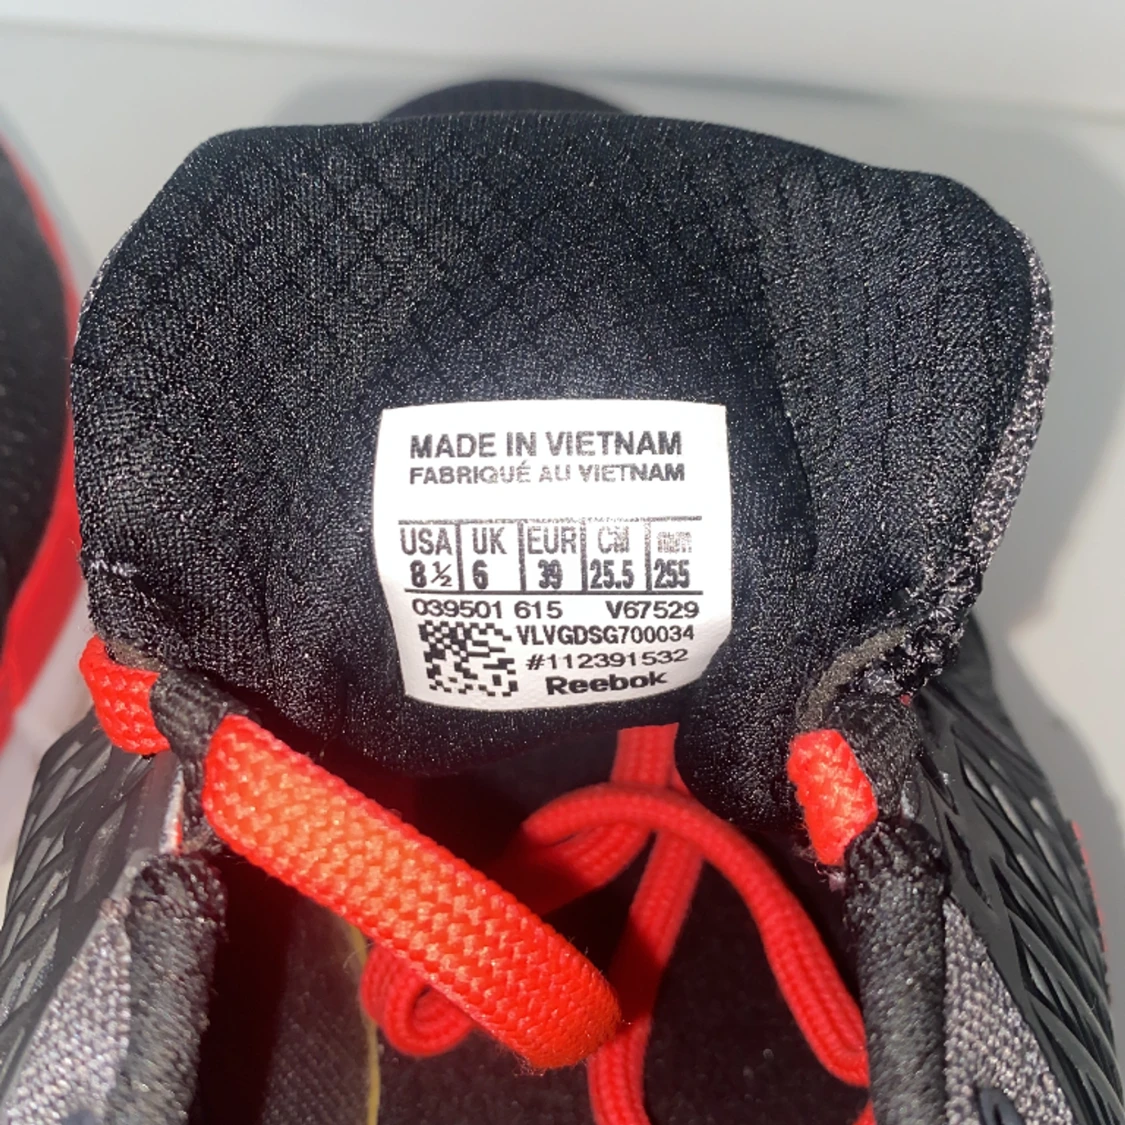 MADE IN VIETNAM
FABRIQUÉ AU VIETNAM
USA UK EUR CM mm
8 ½ 6 39 25.5 255
039501 615 V67529
VLVGDSG700034
#112391532
Reebok